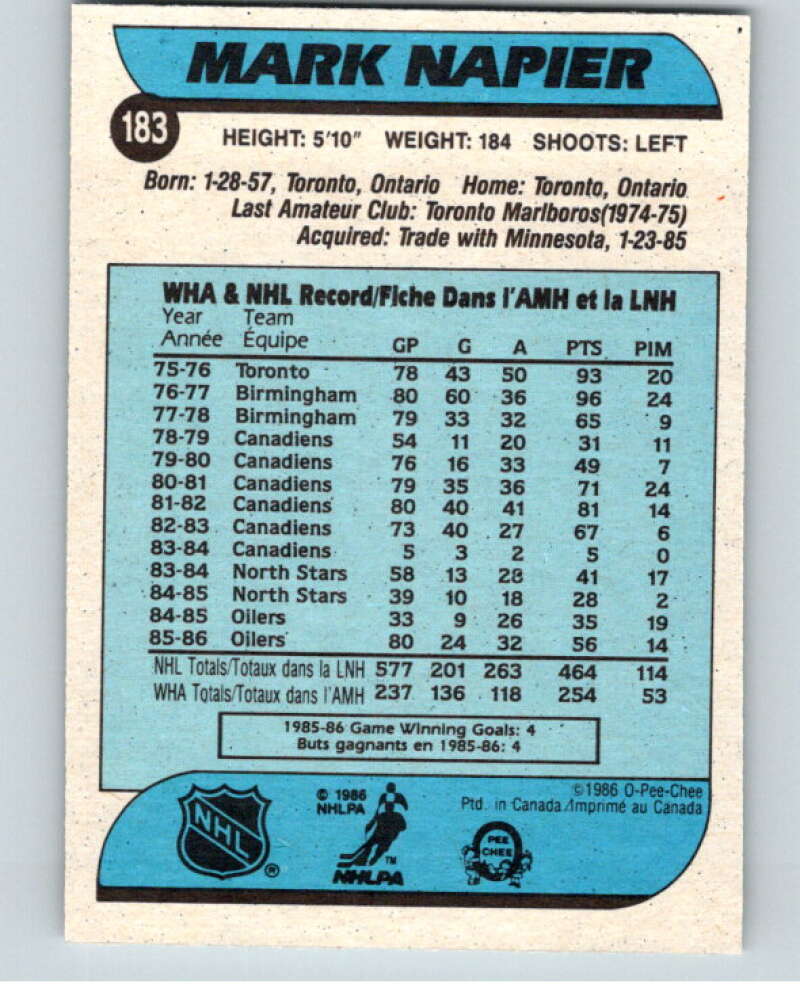 MARK NAPIER
183
HEIGHT: 5'10" WEIGHT: 184 SHOOTS: LEFT
Born: 1-28-57, Toronto, Ontario Home: Toronto, Ontario
Last Amateur Club: Toronto Marlboros(1974-75)
Acquired: Trade with Minnesota, 1-23-85
WHA & NHL Record/Fiche Dans l'AMH et la LNH
Year Team
Année Équipe GP G A PTS PIM
75-76 Toronto 78 43 50 93 20
76-77 Birmingham 80 60 36 96 24
77-78 Birmingham 79 33 32 65 9
78-79 Canadiens 54 11 20 31 11
79-80 Canadiens 76 16 33 49 7
80-81 Canadiens 79 35 36 71 24
81-82 Canadiens 80 40 41 81 14
82-83 Canadiens 73 40 27 67 6
83-84 Canadiens 5 3 2 5 0
83-84 North Stars 58 13 28 41 17
84-85 North Stars 39 10 18 28 2
84-85 Oilers 33 9 26 35 19
85-86 Oilers 80 24 32 56 14
NHL Totals/Totaux dans la LNH 577 201 263 464 114
WHA Totals/Totaux dans l'AMH 237 136 118 254 53
1985-86 Game Winning Goals: 4
Buts gagnants en 1985-86: 4
NHL
®
© 1986
NHLPA
TM
NHLPA
©1986 O-Pee-Chee
Ptd. in Canada/Imprimé au Canada
PEE
CHEE